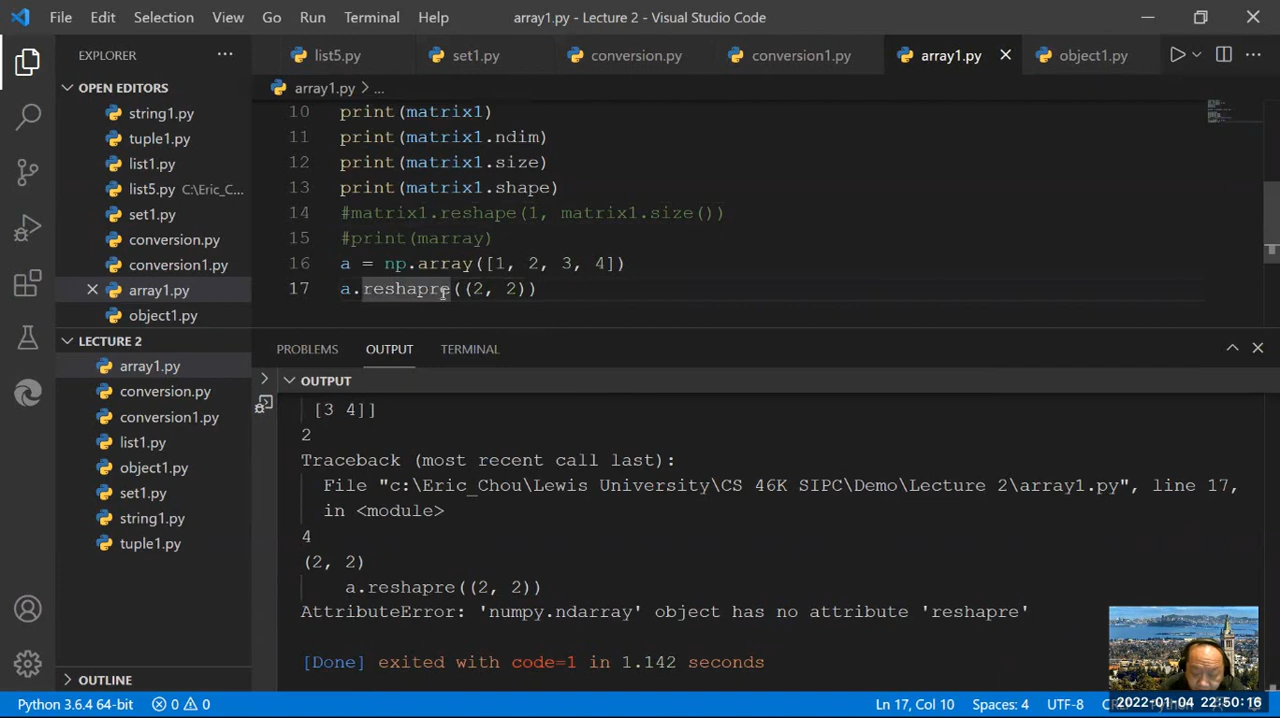 File Edit Selection View Go Run Terminal Help array1.py - Lecture 2 - Visual Studio Code
EXPLORER
list5.py set1.py conversion.py conversion1.py array1.py object1.py
OPEN EDITORS
string1.py
tuple1.py
list1.py
list5.py C:\Eric_C...
set1.py
conversion.py
conversion1.py
array1.py
object1.py
LECTURE 2
array1.py
conversion.py
conversion1.py
list1.py
object1.py
set1.py
string1.py
tuple1.py
OUTLINE
array1.py > ...
10 print(matrix1)
11 print(matrix1.ndim)
12 print(matrix1.size)
13 print(matrix1.shape)
14 #matrix1.reshape(1, matrix1.size())
15 #print(marray)
16 a = np.array([1, 2, 3, 4])
17 a.reshapre((2, 2))
PROBLEMS OUTPUT TERMINAL
OUTPUT
[3 4]]
2
Traceback (most recent call last):
File "c:\Eric_Chou\Lewis University\CS 46K SIPC\Demo\Lecture 2\array1.py", line 17,
in <module>
4
(2, 2)
a.reshapre((2, 2))
AttributeError: 'numpy.ndarray' object has no attribute 'reshapre'
[Done] exited with code=1 in 1.142 seconds
Python 3.6.4 64-bit 0 0 Ln 17, Col 10 Spaces: 4 UTF-8
2022-01-04 22:50:16